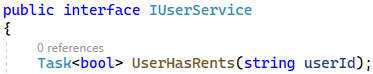 public interface IUserService
{
0 references
Task<bool> UserHasRents(string userId);